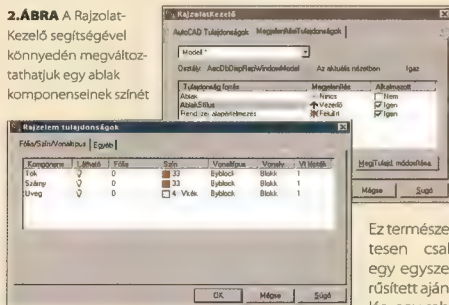 2.ÁBRA A Rajzolat-
Kezelő segítségével
könnyedén megváltoz-
tathatjuk egy ablak
komponenseinek színét
RajzolatKezelő
AutoCAD Tulajdonságok MegjelenítésiTulajdonságok
Modell *
Osztály: AecDbDispRepWindowModel Az aktuális nézetben Igaz
Tulajdonság forrás Megjelenítés Alkalmazott
Ablak Nincs Nem
AblakStílus Vezérlő Igen
Rendszer alapértelmezés Felülír Igen
MegjTulajd. módosítása
Mégse Súgó
Rajzelem tulajdonságok
Fólia/Szín/Vonaltípus Egyéb
Komponens Látható Fólia Szín Vonaltípus Vonalv. Vt lépték
Tok 0 33 Byblock Blokk 1
Szárny 0 33 Byblock Blokk 1
Üveg 0 4 Byblock Blokk 1
OK Mégse Súgó
Ez természe
tesen csal
egy egysze
rűsített aján